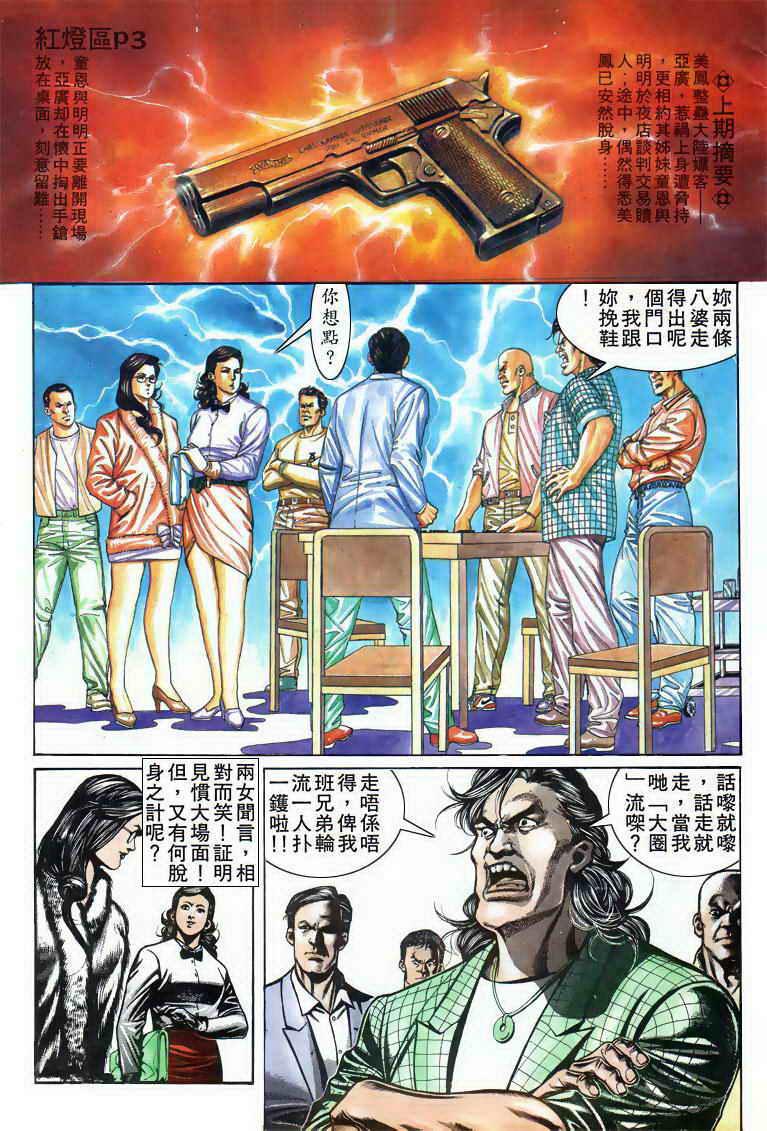 紅燈區P3
¤上期摘要¤
美鳳整蠱大陸嫖客——
亞廣，惹禍上身遭脅持
，更相約其姊妹童恩與
明明於夜店談判交易贖
人；途中，偶然得悉美
鳳已安然脫身……
童恩與明明正要離開現場
，亞廣却在懷中掏出手鎗
放在桌面，刻意留難……
妳兩條
八婆走
得出呢
個門口
，我跟
妳挽鞋
！
你想點？
話嚟就嚟
，話走就
走，當我
哋「大圈
」流㗎？
走唔係唔
得，俾我
班兄弟輪
流一人扑
一鑊啦!!
兩女聞言，相
對而笑！証明
見慣大場面！
但，又有何脫
身之計呢？